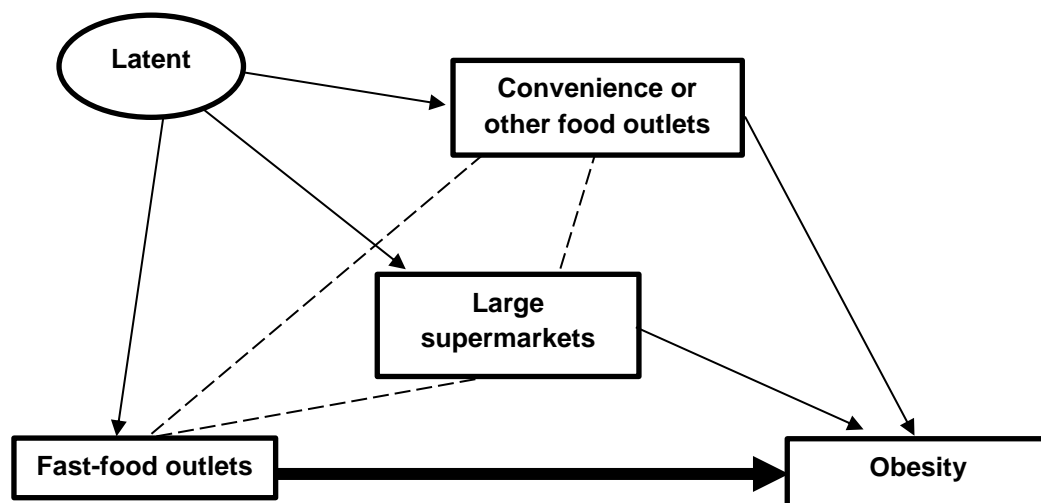 Latent
Convenience or
other food outlets
Large
supermarkets
Fast-food outlets
Obesity